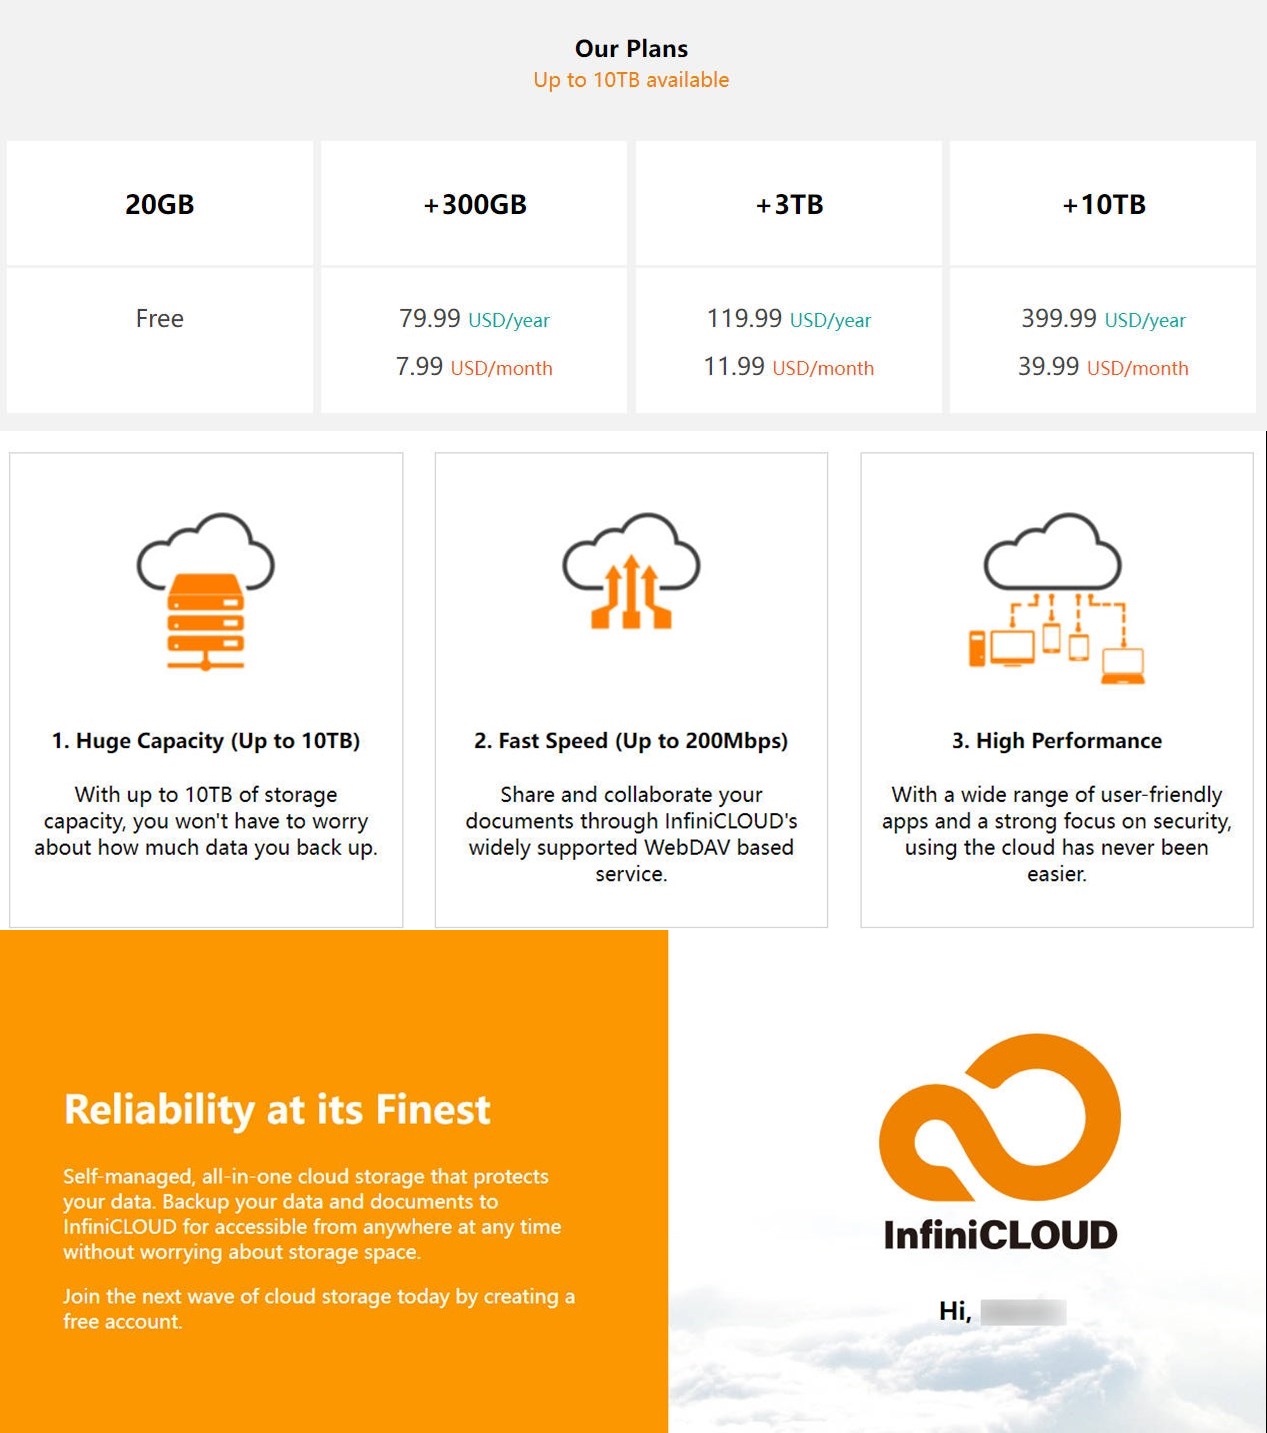 Our Plans
Up to 10TB available
20GB
+300GB
+3TB
+10TB
Free
79.99 USD/year
7.99 USD/month
119.99 USD/year
11.99 USD/month
399.99 USD/year
39.99 USD/month
1. Huge Capacity (Up to 10TB)
With up to 10TB of storage
capacity, you won't have to worry
about how much data you back up.
2. Fast Speed (Up to 200Mbps)
Share and collaborate your
documents through InfiniCLOUD's
widely supported WebDAV based
service.
3. High Performance
With a wide range of user-friendly
apps and a strong focus on security,
using the cloud has never been
easier.
Reliability at its Finest
Self-managed, all-in-one cloud storage that protects
your data. Backup your data and documents to
InfiniCLOUD for accessible from anywhere at any time
without worrying about storage space.
Join the next wave of cloud storage today by creating a
free account.
InfiniCLOUD
Hi,